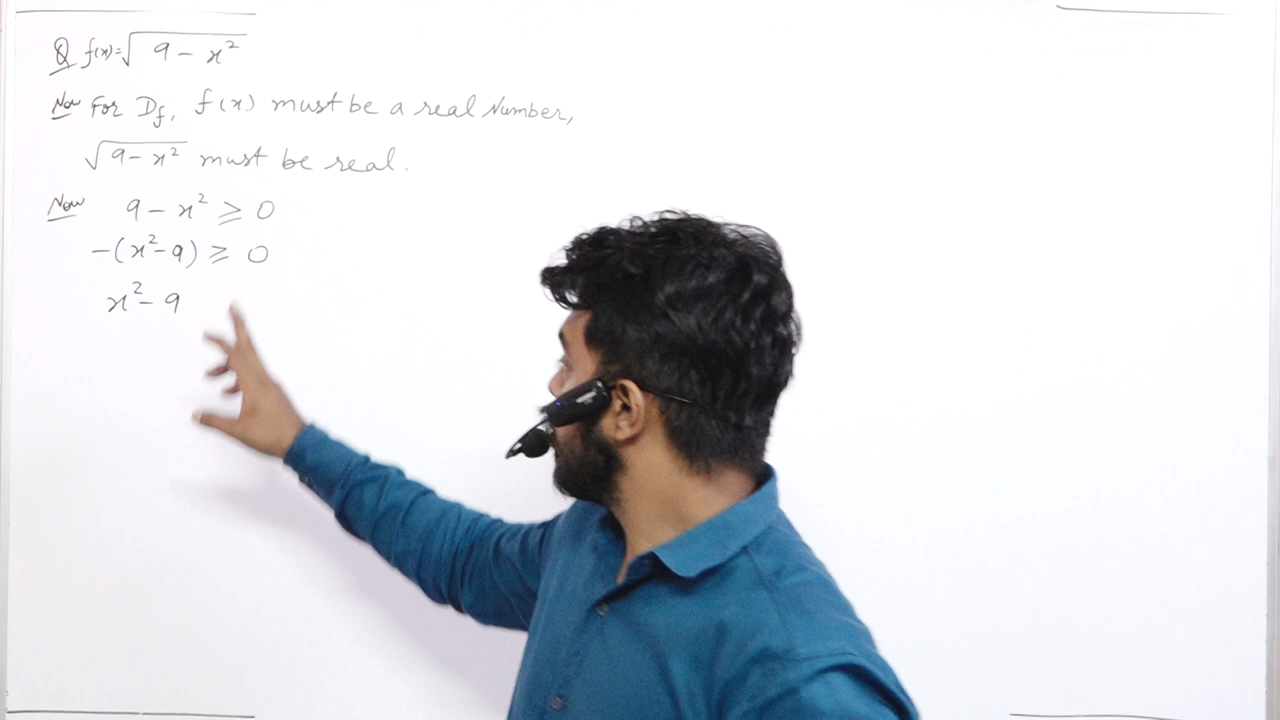 Q f(x)=√9-x²
Now For D_f, f(x) must be a real Number,
√9-x² must be real.
Now 9-x² ⩾ 0
-(x²-9) ⩾ 0
x²-9